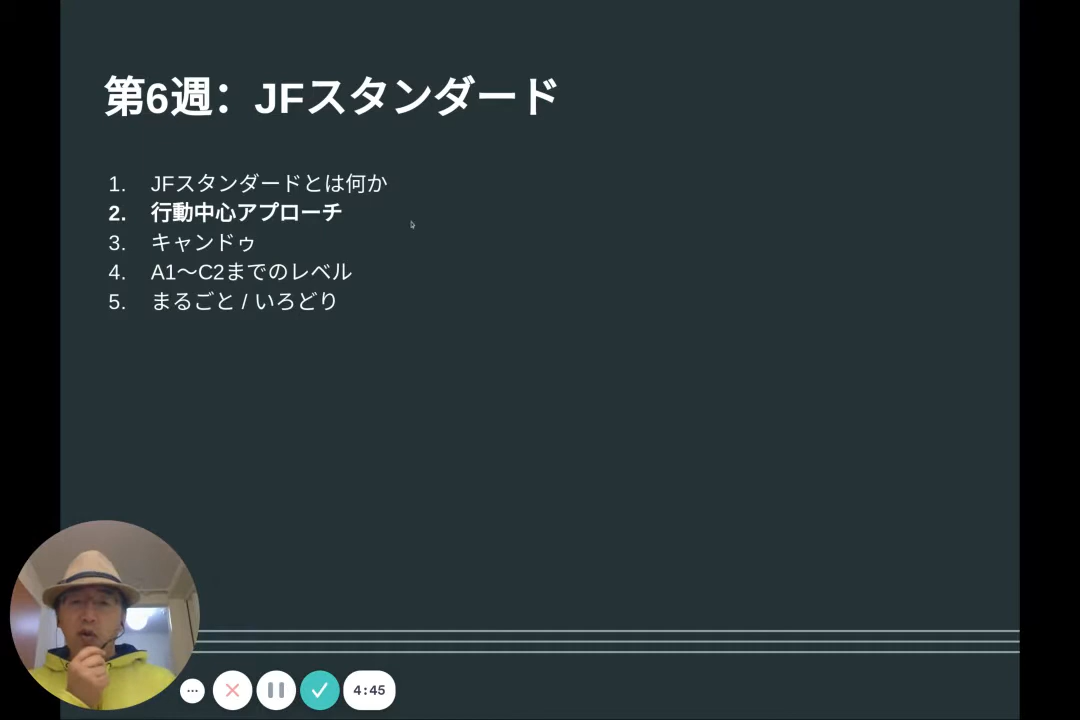 第6週：JFスタンダード
1. JFスタンダードとは何か
2. 行動中心アプローチ
3. キャンドゥ
4. A1〜C2までのレベル
5. まるごと / いろどり
4:45